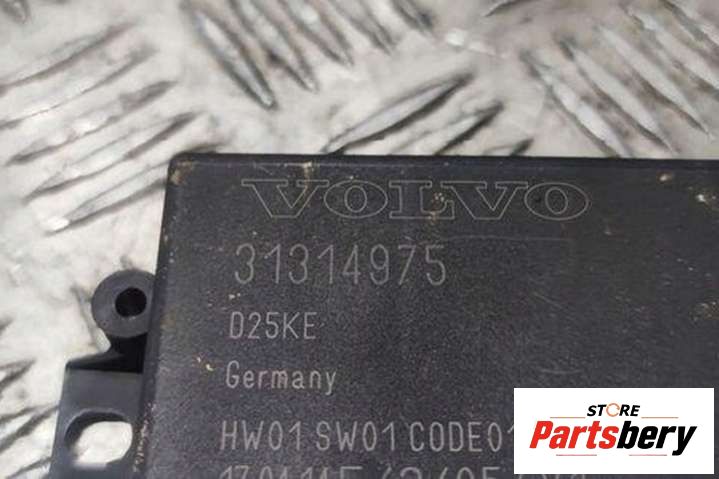 VOLVO
31314975
D25KE
Germany
HW01 SW01 CODE01
STORE
Partsbery